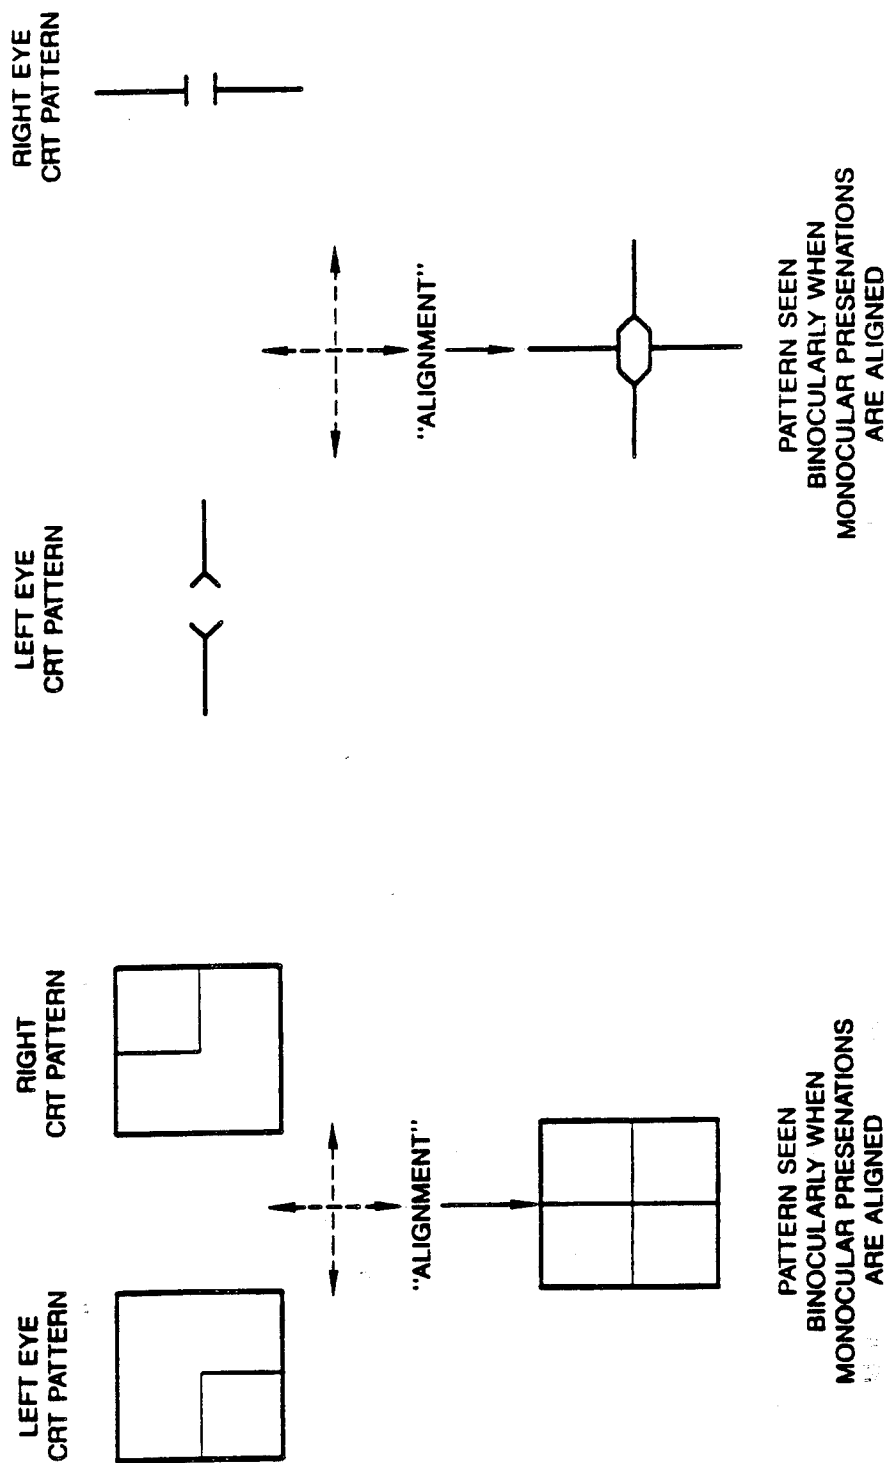 LEFT EYE
CRT PATTERN
RIGHT
CRT PATTERN
"ALIGNMENT"
PATTERN SEEN
BINOCULARLY WHEN
MONOCULAR PRESENATIONS
ARE ALIGNED
LEFT EYE
CRT PATTERN
RIGHT EYE
CRT PATTERN
"ALIGNMENT"
PATTERN SEEN
BINOCULARLY WHEN
MONOCULAR PRESENATIONS
ARE ALIGNED